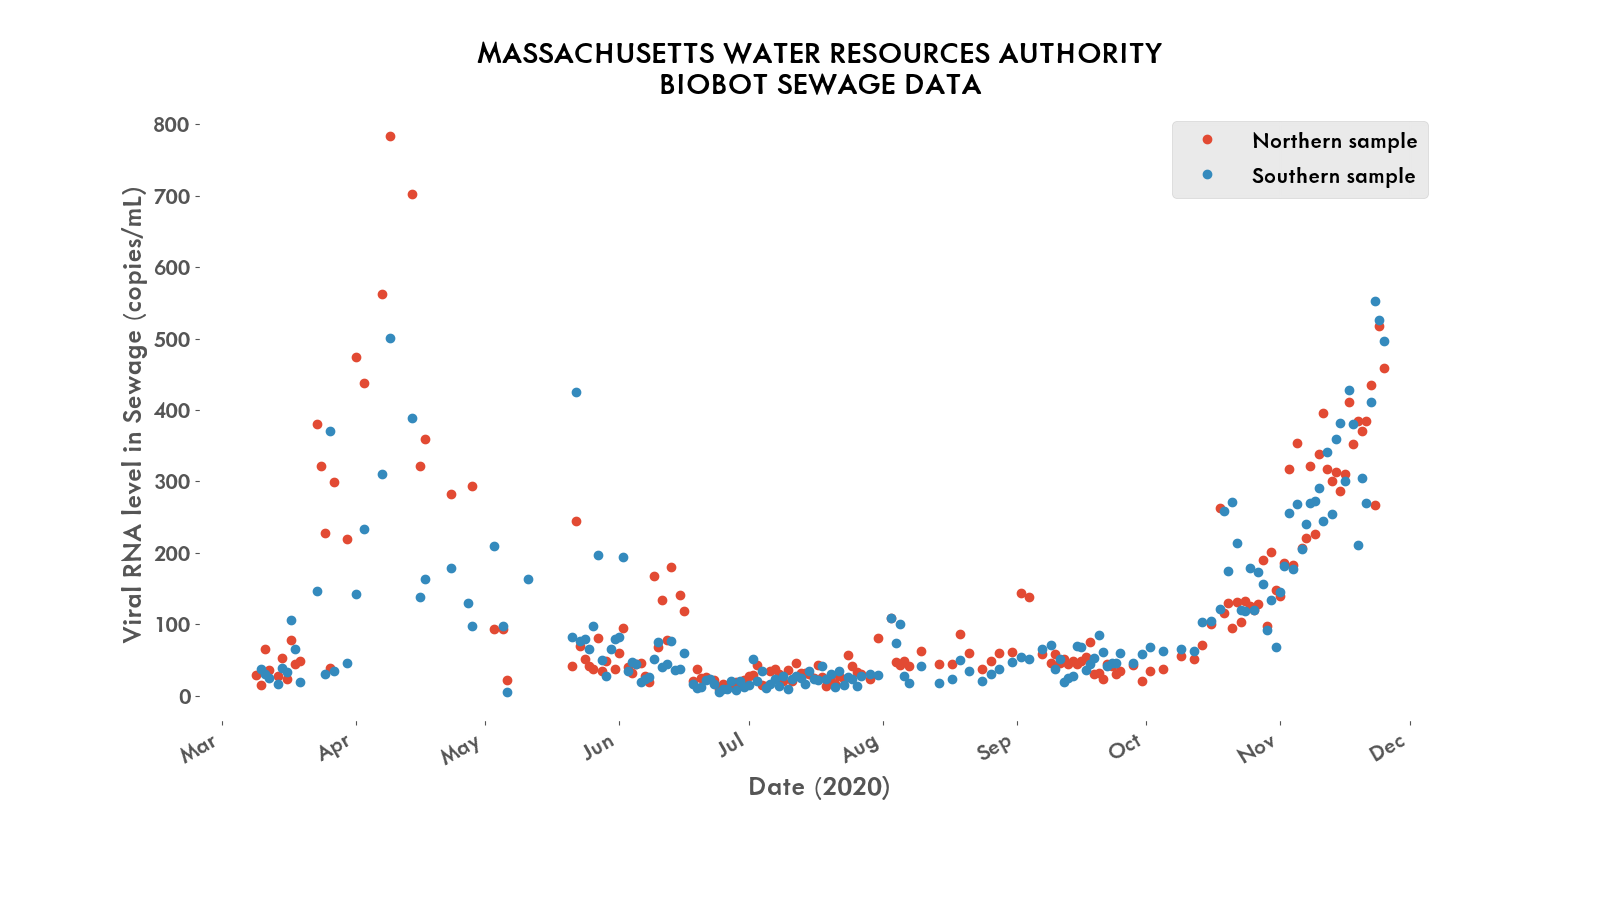 MASSACHUSETTS WATER RESOURCES AUTHORITY
BIOBOT SEWAGE DATA
Northern sample
Southern sample
Viral RNA level in Sewage (copies/mL)
800
700
600
500
400
300
200
100
0
Mar
Apr
May
Jun
Jul
Aug
Sep
Oct
Nov
Dec
Date (2020)